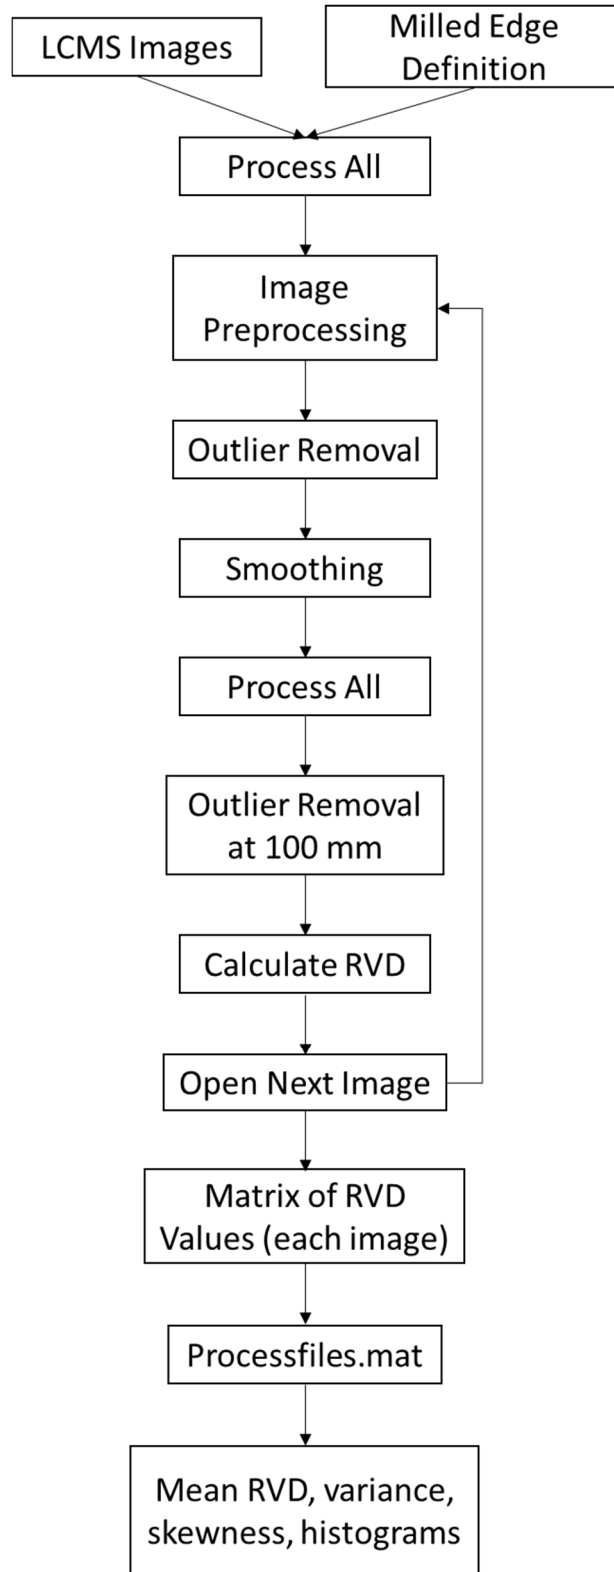 LCMS Images
Milled Edge
Definition
Process All
Image
Preprocessing
Outlier Removal
Smoothing
Process All
Outlier Removal
at 100 mm
Calculate RVD
Open Next Image
Matrix of RVD
Values (each image)
Processfiles.mat
Mean RVD, variance,
skewness, histograms